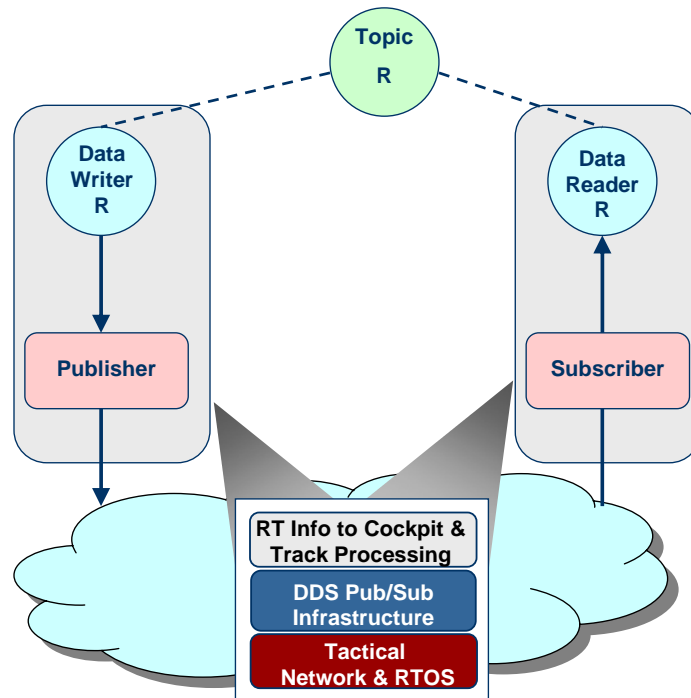 Topic
R
Data
Writer
R
Data
Reader
R
Publisher
Subscriber
RT Info to Cockpit &
Track Processing
DDS Pub/Sub
Infrastructure
Tactical
Network & RTOS